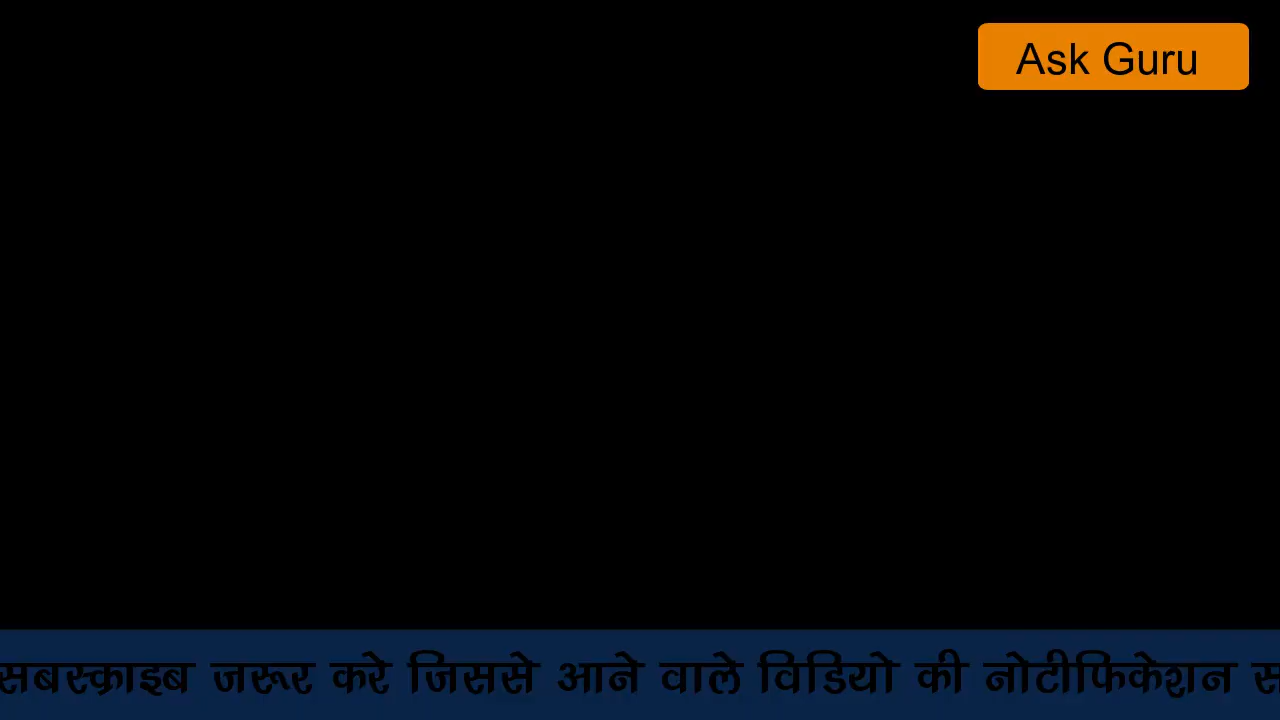 Ask Guru
सबस्क्राइब जरूर करे जिससे आने वाले विडियो की नोटीफिकेशन